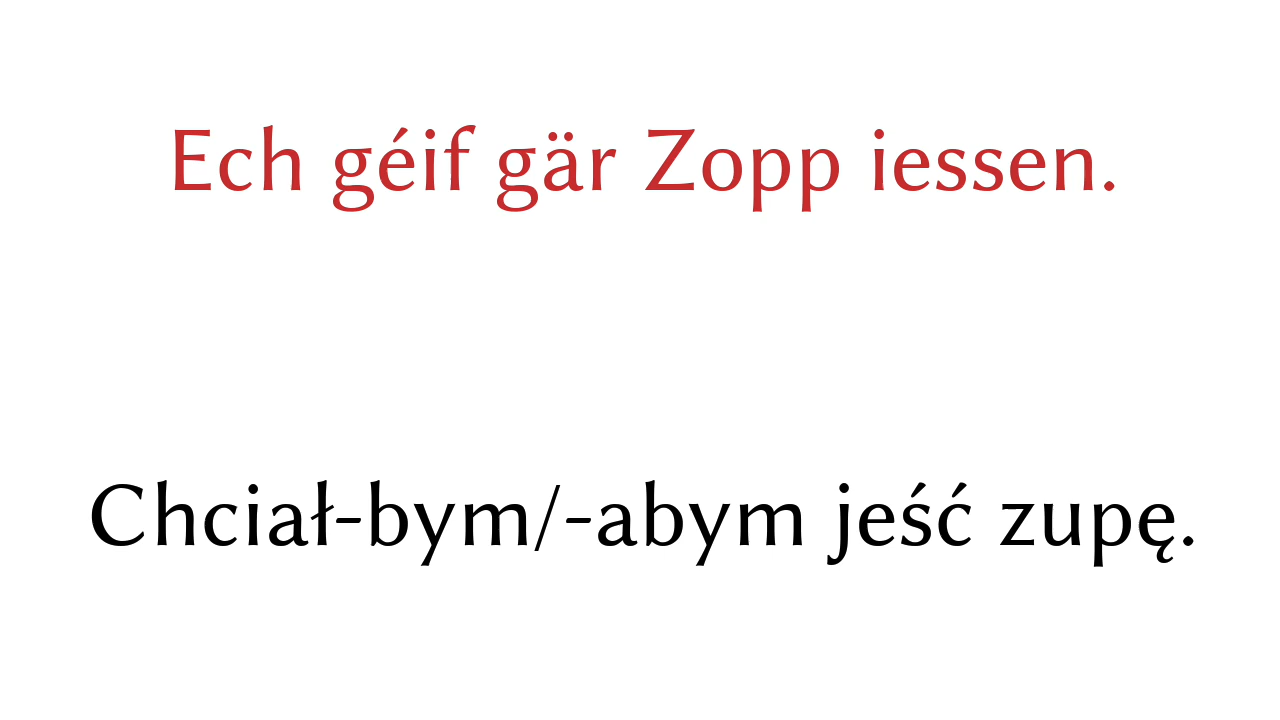 Ech géif gär Zopp iessen.
Chciał-bym/-abym jeść zupę.